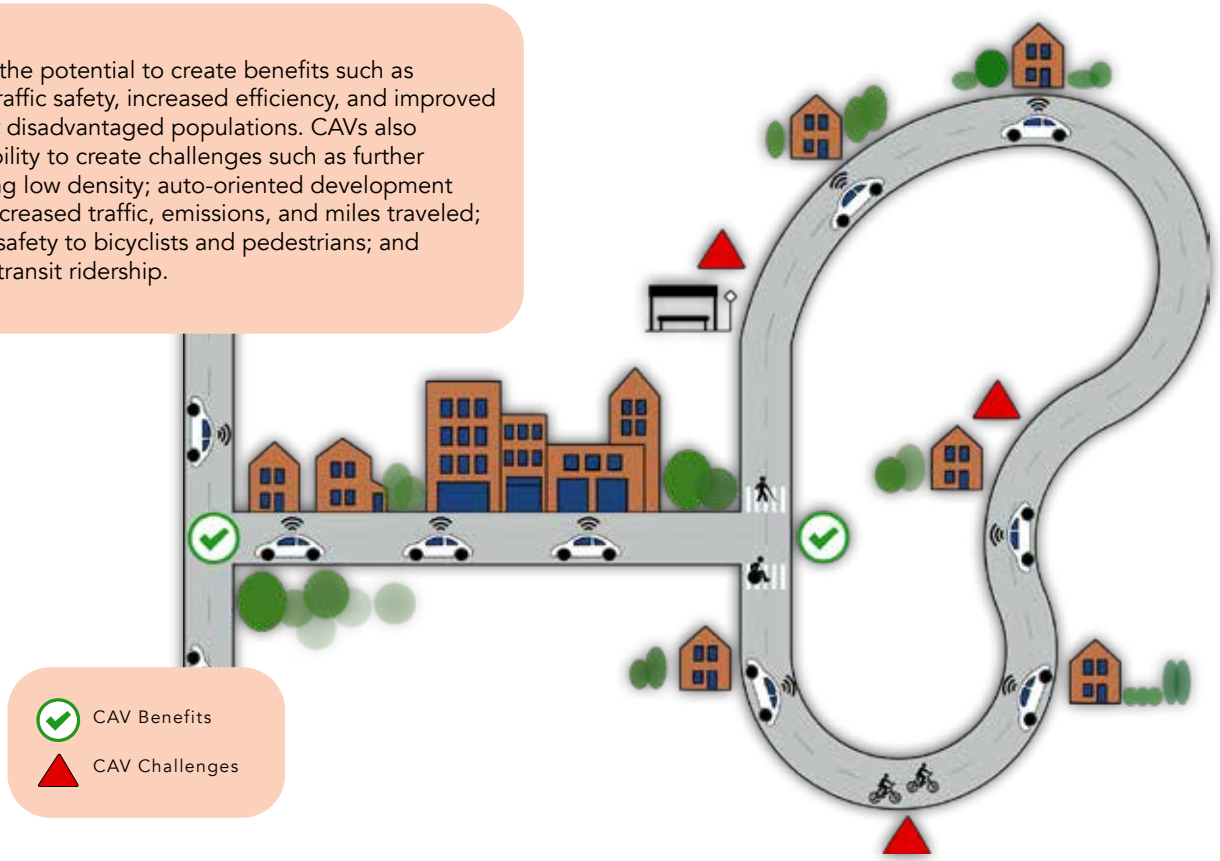 the potential to create benefits such as
raffic safety, increased efficiency, and improved
disadvantaged populations. CAVs also
bility to create challenges such as further
ng low density; auto-oriented development
creased traffic, emissions, and miles traveled;
safety to bicyclists and pedestrians; and
transit ridership.
CAV Benefits
CAV Challenges